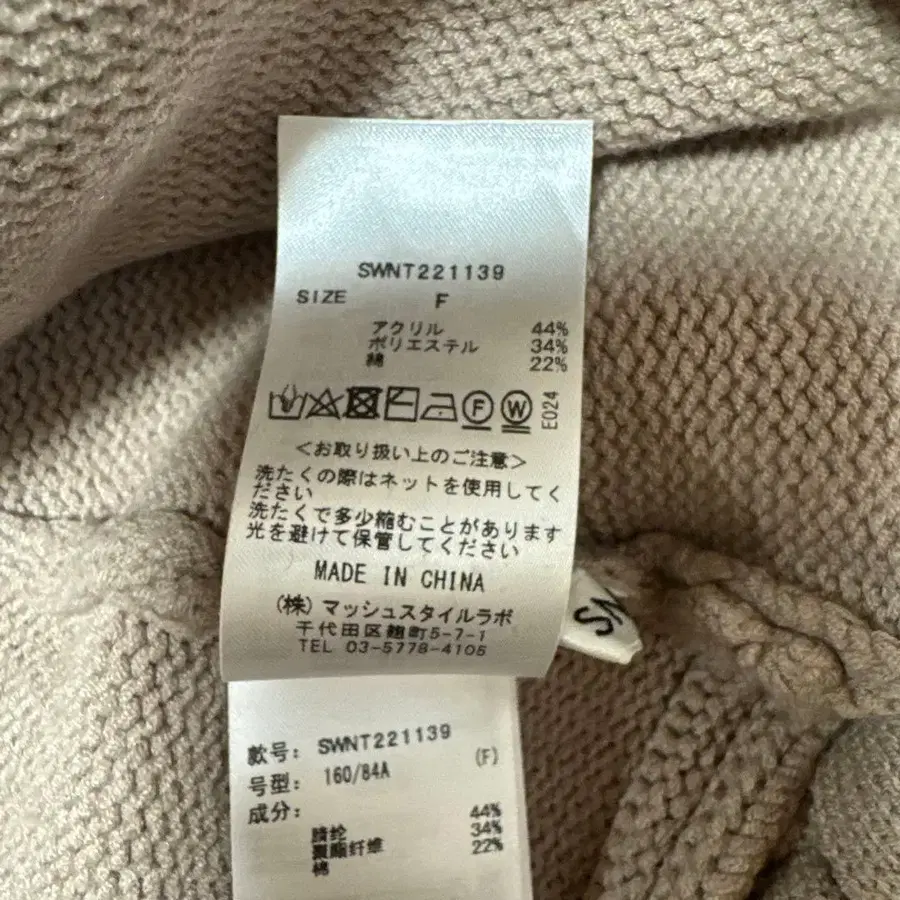 SWNT221139
SIZE F
アクリル 44%
ポリエステル 34%
綿 22%
F W E024
＜お取り扱い上のご注意＞
洗たくの際はネットを使用してく
ださい
洗たくで多少縮むことがあります
光を避けて保管してください
MADE IN CHINA
(株) マッシュスタイルラボ
千代田区麹町5-7-1
TEL 03-5778-4105
SN
款号: SWNT221139
号型: 160/84A (F)
成分:
腈纶 44%
聚酯纤维 34%
棉 22%